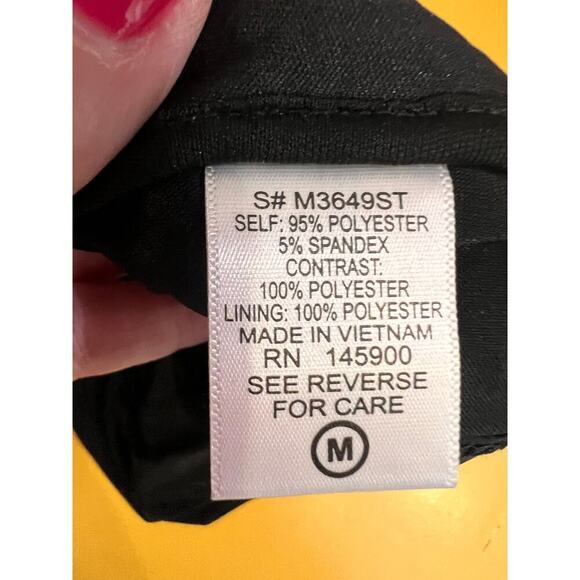 S# M3649ST
SELF: 95% POLYESTER
5% SPANDEX
CONTRAST:
100% POLYESTER
LINING: 100% POLYESTER
MADE IN VIETNAM
RN 145900
SEE REVERSE
FOR CARE
M